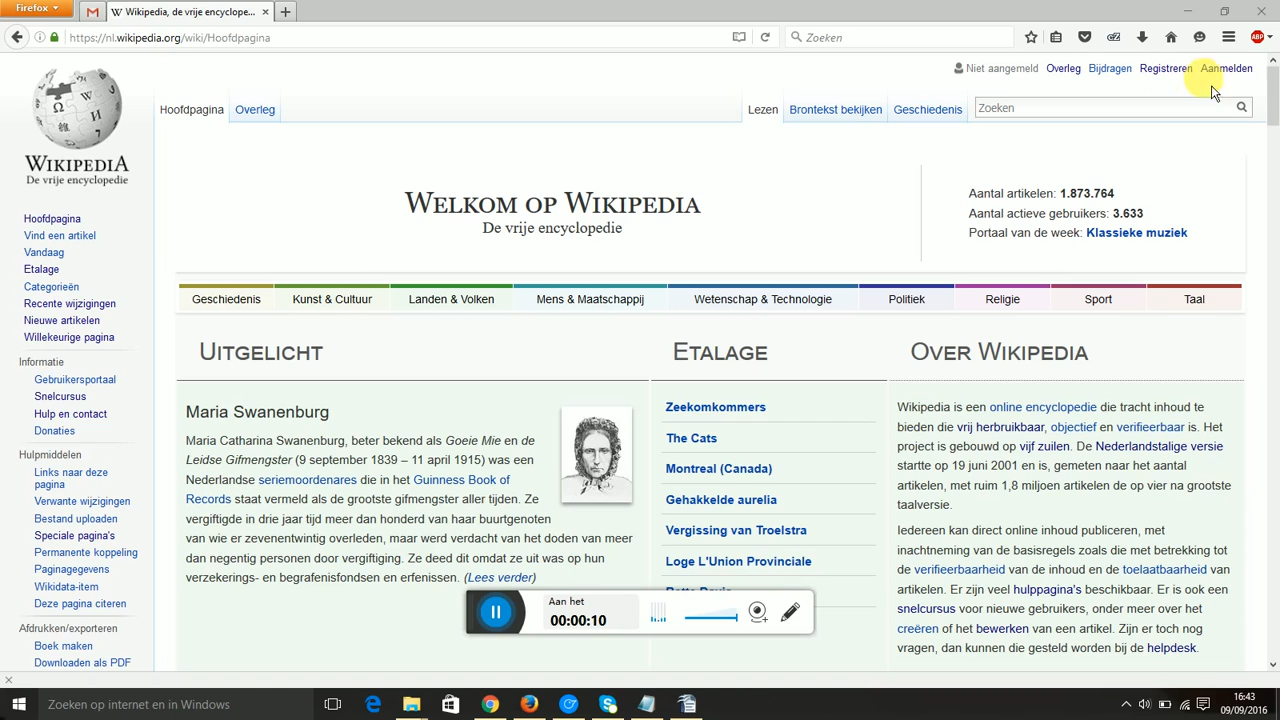 Firefox
Wikipedia, de vrije encyclope...
https://nl.wikipedia.org/wiki/Hoofdpagina
Zoeken
ABP
Niet aangemeld Overleg Bijdragen Registreren Aanmelden
Hoofdpagina Overleg
Lezen Brontekst bekijken Geschiedenis Zoeken
WIKIPEDIA
De vrije encyclopedie
Hoofdpagina
Vind een artikel
Vandaag
Etalage
Categorieën
Recente wijzigingen
Nieuwe artikelen
Willekeurige pagina
Informatie
Gebruikersportaal
Snelcursus
Hulp en contact
Donaties
Hulpmiddelen
Links naar deze
pagina
Verwante wijzigingen
Bestand uploaden
Speciale pagina's
Permanente koppeling
Paginagegevens
Wikidata-item
Deze pagina citeren
Afdrukken/exporteren
Boek maken
Downloaden als PDF
Welkom op Wikipedia
De vrije encyclopedie
Aantal artikelen: 1.873.764
Aantal actieve gebruikers: 3.633
Portaal van de week: Klassieke muziek
Geschiedenis Kunst & Cultuur Landen & Volken Mens & Maatschappij Wetenschap & Technologie Politiek Religie Sport Taal
Uitgelicht
Maria Swanenburg
Maria Catharina Swanenburg, beter bekend als Goeie Mie en de
Leidse Gifmengster (9 september 1839 – 11 april 1915) was een
Nederlandse seriemoordenares die in het Guinness Book of
Records staat vermeld als de grootste gifmengster aller tijden. Ze
vergiftigde in drie jaar tijd meer dan honderd van haar buurtgenoten
van wie er zevenentwintig overleden, maar werd verdacht van het doden van meer
dan negentig personen door vergiftiging. Ze deed dit omdat ze uit was op hun
verzekerings- en begrafenisfondsen en erfenissen. (Lees verder)
Etalage
Zeekomkommers
The Cats
Montreal (Canada)
Gehakkelde aurelia
Vergissing van Troelstra
Loge L'Union Provinciale
Over Wikipedia
Wikipedia is een online encyclopedie die tracht inhoud te
bieden die vrij herbruikbaar, objectief en verifieerbaar is. Het
project is gebouwd op vijf zuilen. De Nederlandstalige versie
startte op 19 juni 2001 en is, gemeten naar het aantal
artikelen, met ruim 1,8 miljoen artikelen de op vier na grootste
taalversie.
Iedereen kan direct online inhoud publiceren, met
inachtneming van de basisregels zoals die met betrekking tot
de verifieerbaarheid van de inhoud en de toelaatbaarheid van
artikelen. Er zijn veel hulppagina's beschikbaar. Er is ook een
snelcursus voor nieuwe gebruikers, onder meer over het
creëren of het bewerken van een artikel. Zijn er toch nog
vragen, dan kunnen die gesteld worden bij de helpdesk.
Aan het
00:00:10
Zoeken op internet en in Windows
16:43
09/09/2016